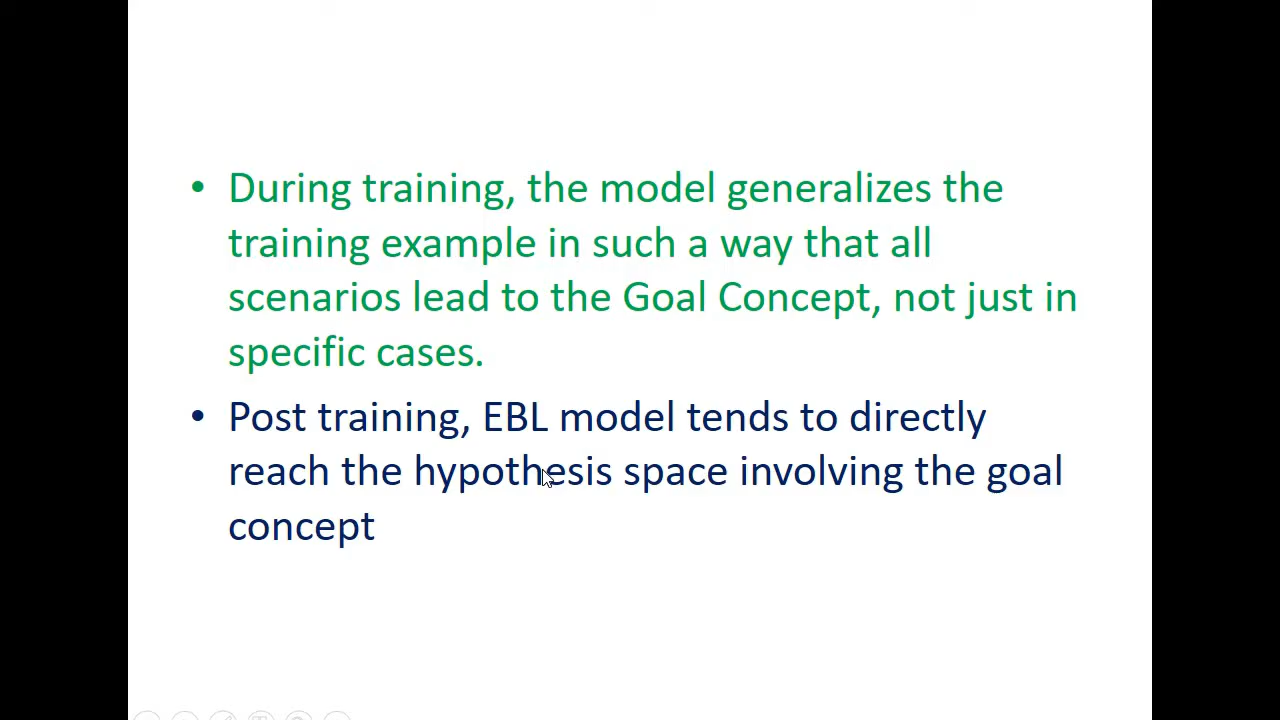 • During training, the model generalizes the
training example in such a way that all
scenarios lead to the Goal Concept, not just in
specific cases.
• Post training, EBL model tends to directly
reach the hypothesis space involving the goal
concept